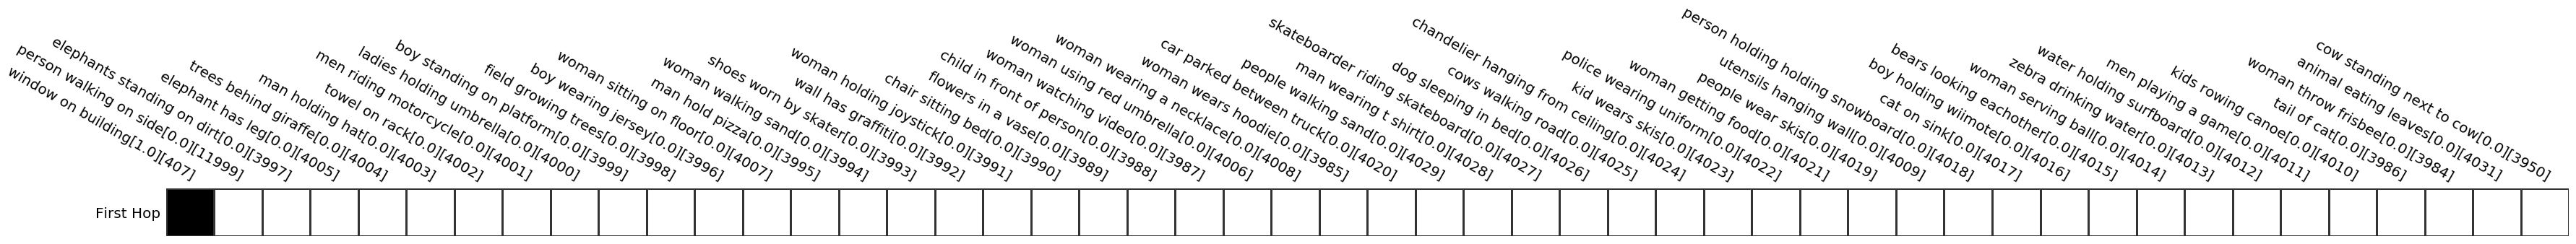 window on building[1.0][407]
person walking on side[0.0][11999]
elephants standing on dirt[0.0][3997]
elephant has leg[0.0][4005]
trees behind giraffe[0.0][4004]
man holding hat[0.0][4003]
towel on rack[0.0][4002]
men riding motorcycle[0.0][4001]
ladies holding umbrella[0.0][4000]
boy standing on platform[0.0][3999]
field growing trees[0.0][3998]
boy wearing jersey[0.0][3996]
woman sitting on floor[0.0][4007]
man hold pizza[0.0][3995]
woman walking sand[0.0][3994]
shoes worn by skater[0.0][3993]
wall has graffiti[0.0][3992]
woman holding joystick[0.0][3991]
chair sitting bed[0.0][3990]
flowers in a vase[0.0][3989]
child in front of person[0.0][3988]
woman watching video[0.0][3987]
woman using red umbrella[0.0][4006]
woman wearing a necklace[0.0][4008]
woman wears hoodie[0.0][3985]
car parked between truck[0.0][4020]
people walking sand[0.0][4029]
man wearing t shirt[0.0][4028]
skateboarder riding skateboard[0.0][4027]
dog sleeping in bed[0.0][4026]
cows walking road[0.0][4025]
chandelier hanging from ceiling[0.0][4024]
kid wears skis[0.0][4023]
police wearing uniform[0.0][4022]
woman getting food[0.0][4021]
people wear skis[0.0][4019]
utensils hanging wall[0.0][4009]
person holding holding snowboard[0.0][4018]
cat on sink[0.0][4017]
boy holding wiimote[0.0][4016]
bears looking eachother[0.0][4015]
woman serving ball[0.0][4014]
zebra drinking water[0.0][4013]
water holding surfboard[0.0][4012]
men playing a game[0.0][4011]
kids rowing canoe[0.0][4010]
tail of cat[0.0][3986]
woman throw frisbee[0.0][3984]
animal eating leaves[0.0][4031]
cow standing next to cow[0.0][3950]
First Hop